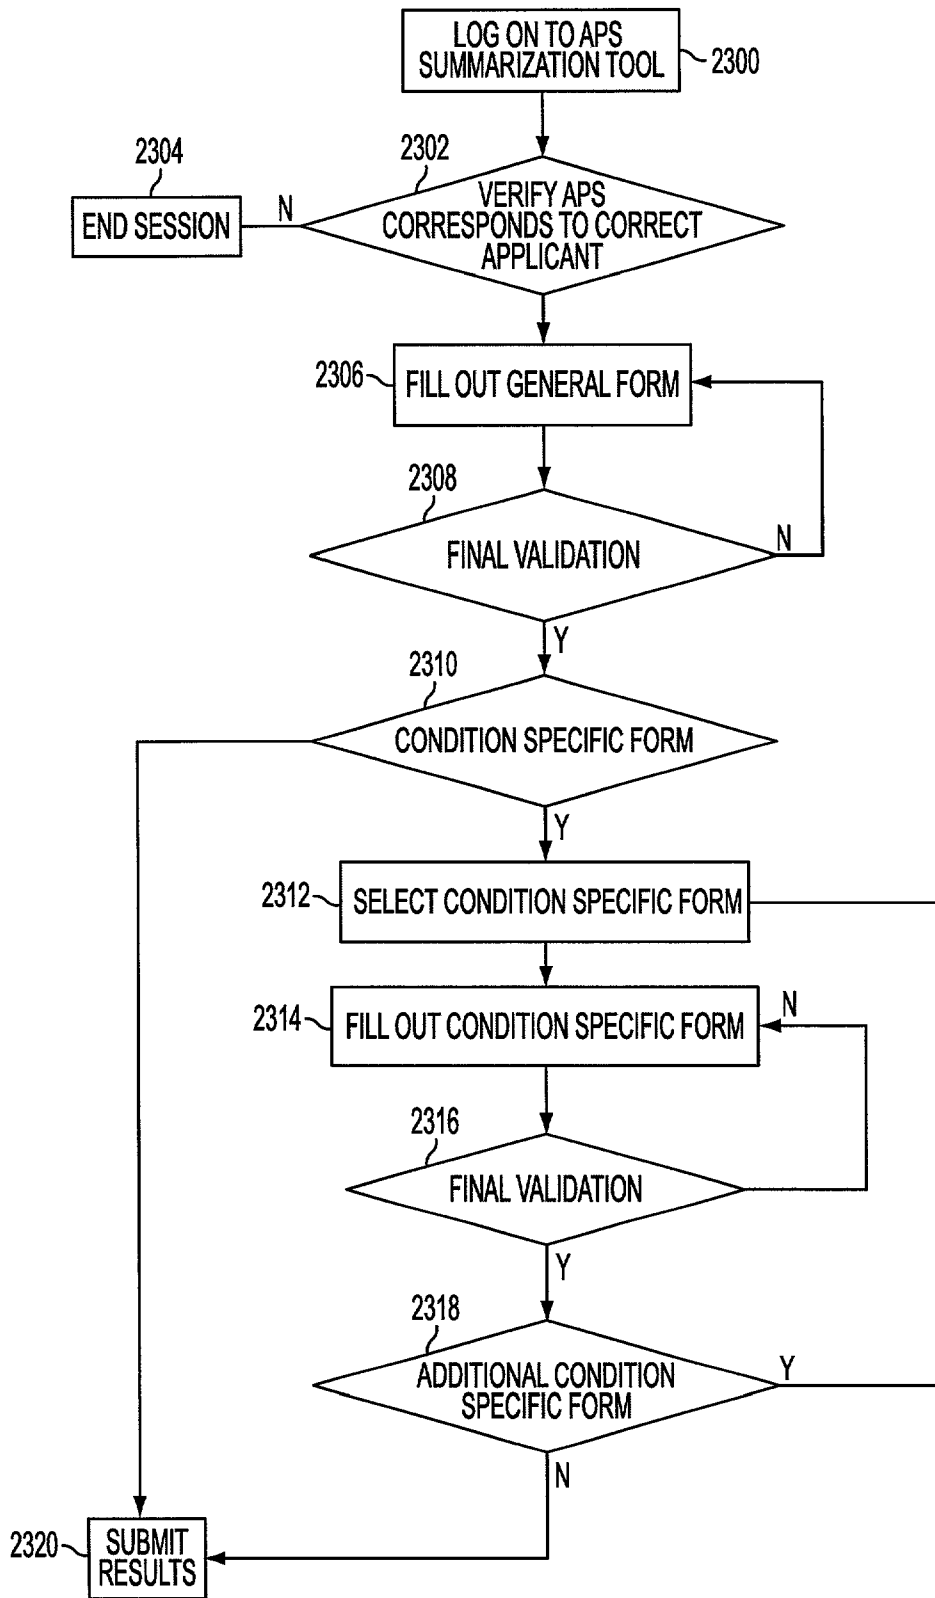 LOG ON TO APS
SUMMARIZATION TOOL
2300
2302
2304
VERIFY APS
CORRESPONDS TO CORRECT
APPLICANT
N
END SESSION
2306
FILL OUT GENERAL FORM
2308
FINAL VALIDATION
N
Y
2310
CONDITION SPECIFIC FORM
Y
2312
SELECT CONDITION SPECIFIC FORM
2314
FILL OUT CONDITION SPECIFIC FORM
N
2316
FINAL VALIDATION
Y
2318
ADDITIONAL CONDITION
SPECIFIC FORM
Y
N
2320
SUBMIT
RESULTS